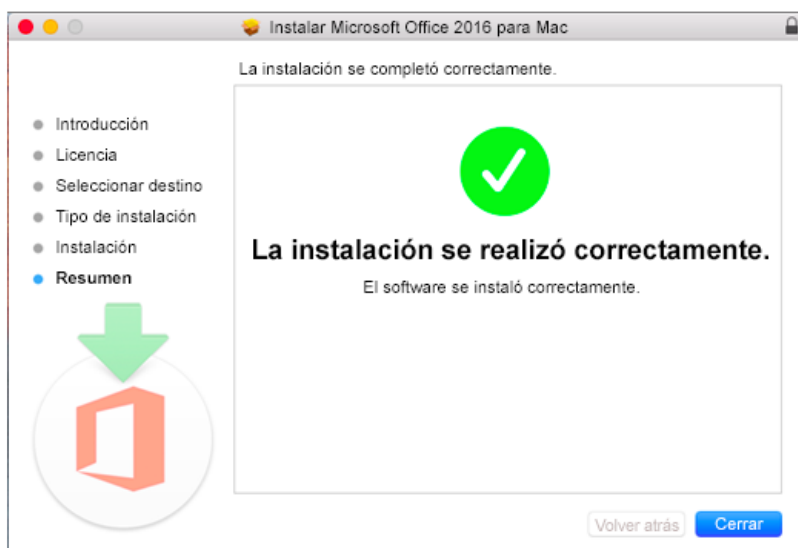 Instalar Microsoft Office 2016 para Mac
La instalación se completó correctamente.
Introducción
Licencia
Seleccionar destino
Tipo de instalación
Instalación
Resumen
La instalación se realizó correctamente.
El software se instaló correctamente.
Volver atrás
Cerrar